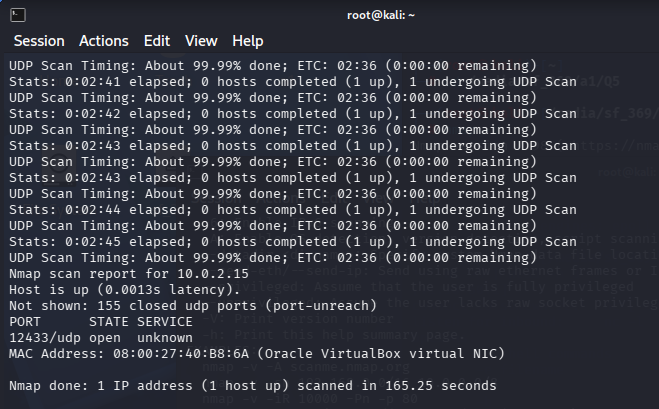 root@kali: ~
Session Actions Edit View Help
UDP Scan Timing: About 99.99% done; ETC: 02:36 (0:00:00 remaining)
Stats: 0:02:41 elapsed; 0 hosts completed (1 up), 1 undergoing UDP Scan
UDP Scan Timing: About 99.99% done; ETC: 02:36 (0:00:00 remaining)
Stats: 0:02:42 elapsed; 0 hosts completed (1 up), 1 undergoing UDP Scan
UDP Scan Timing: About 99.99% done; ETC: 02:36 (0:00:00 remaining)
Stats: 0:02:43 elapsed; 0 hosts completed (1 up), 1 undergoing UDP Scan
UDP Scan Timing: About 99.99% done; ETC: 02:36 (0:00:00 remaining)
Stats: 0:02:43 elapsed; 0 hosts completed (1 up), 1 undergoing UDP Scan
UDP Scan Timing: About 99.99% done; ETC: 02:36 (0:00:00 remaining)
Stats: 0:02:44 elapsed; 0 hosts completed (1 up), 1 undergoing UDP Scan
UDP Scan Timing: About 99.99% done; ETC: 02:36 (0:00:00 remaining)
Stats: 0:02:45 elapsed; 0 hosts completed (1 up), 1 undergoing UDP Scan
UDP Scan Timing: About 99.99% done; ETC: 02:36 (0:00:00 remaining)
Nmap scan report for 10.0.2.15
Host is up (0.0013s latency).
Not shown: 155 closed udp ports (port-unreach)
PORT STATE SERVICE
12433/udp open unknown
MAC Address: 08:00:27:40:B8:6A (Oracle VirtualBox virtual NIC)
Nmap done: 1 IP address (1 host up) scanned in 165.25 seconds